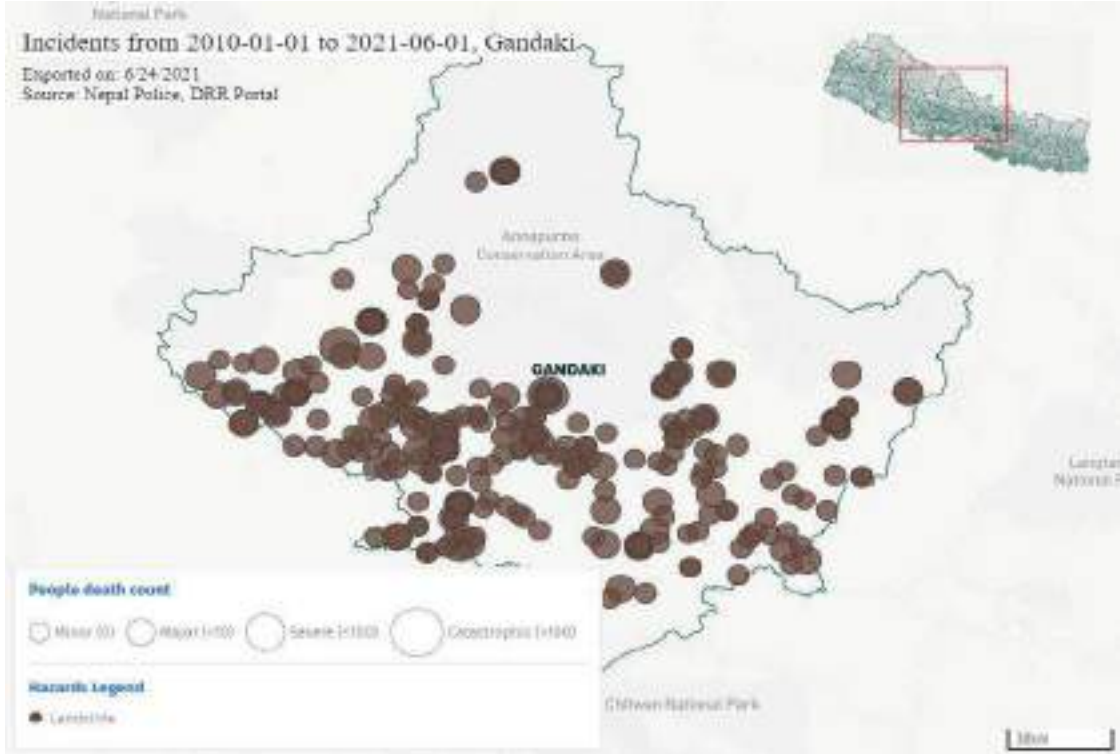 National Park
Incidents from 2010-01-01 to 2021-06-01, Gandaki
Exported on: 6/24/2021
Source: Nepal Police, DRR Portal
Annapurna
Conservation Area
GANDAKI
National P
People death count
Minor (0)
Major (<10)
Severe (<100)
Catastrophic (>100)
Hazards Legend
Landslide
Chitwan National Park